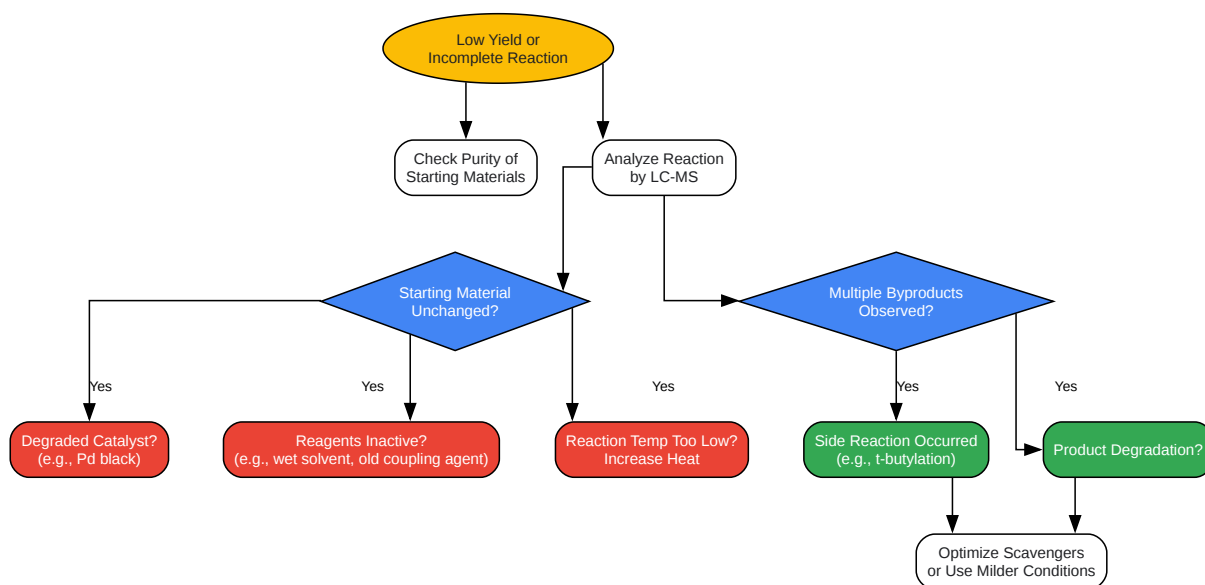 Low Yield or
Incomplete Reaction
Check Purity of
Starting Materials
Analyze Reaction
by LC-MS
Starting Material
Unchanged?
Multiple Byproducts
Observed?
Yes
Yes
Yes
Yes
Yes
Degraded Catalyst?
(e.g., Pd black)
Reagents Inactive?
(e.g., wet solvent, old coupling agent)
Reaction Temp Too Low?
Increase Heat
Side Reaction Occurred
(e.g., t-butylation)
Product Degradation?
Optimize Scavengers
or Use Milder Conditions